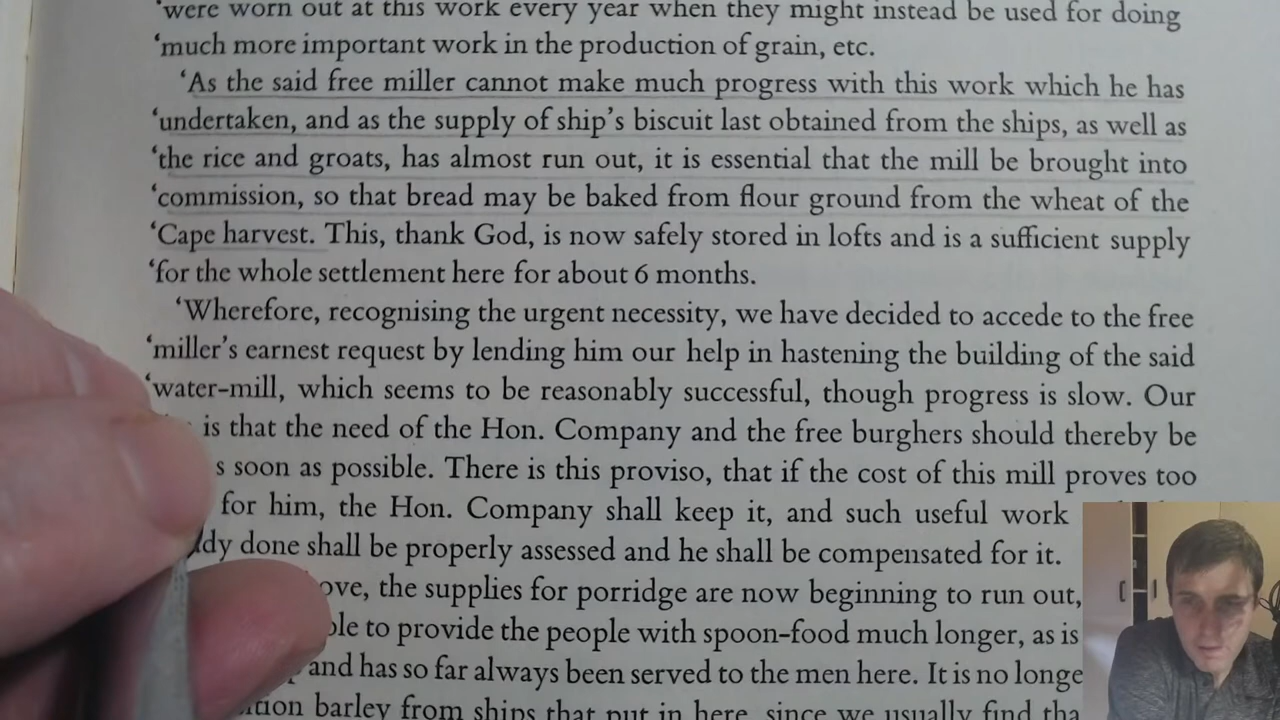 ‘were worn out at this work every year when they might instead be used for doing
‘much more important work in the production of grain, etc.
‘As the said free miller cannot make much progress with this work which he has
‘undertaken, and as the supply of ship’s biscuit last obtained from the ships, as well as
‘the rice and groats, has almost run out, it is essential that the mill be brought into
‘commission, so that bread may be baked from flour ground from the wheat of the
‘Cape harvest. This, thank God, is now safely stored in lofts and is a sufficient supply
‘for the whole settlement here for about 6 months.
‘Wherefore, recognising the urgent necessity, we have decided to accede to the free
‘miller’s earnest request by lending him our help in hastening the building of the said
‘water-mill, which seems to be reasonably successful, though progress is slow. Our
is that the need of the Hon. Company and the free burghers should thereby be
s soon as possible. There is this proviso, that if the cost of this mill proves too
for him, the Hon. Company shall keep it, and such useful work
dy done shall be properly assessed and he shall be compensated for it.
ove, the supplies for porridge are now beginning to run out,
ble to provide the people with spoon-food much longer, as is
and has so far always been served to the men here. It is no longe
tion barley from ships that put in here, since we usually find tha